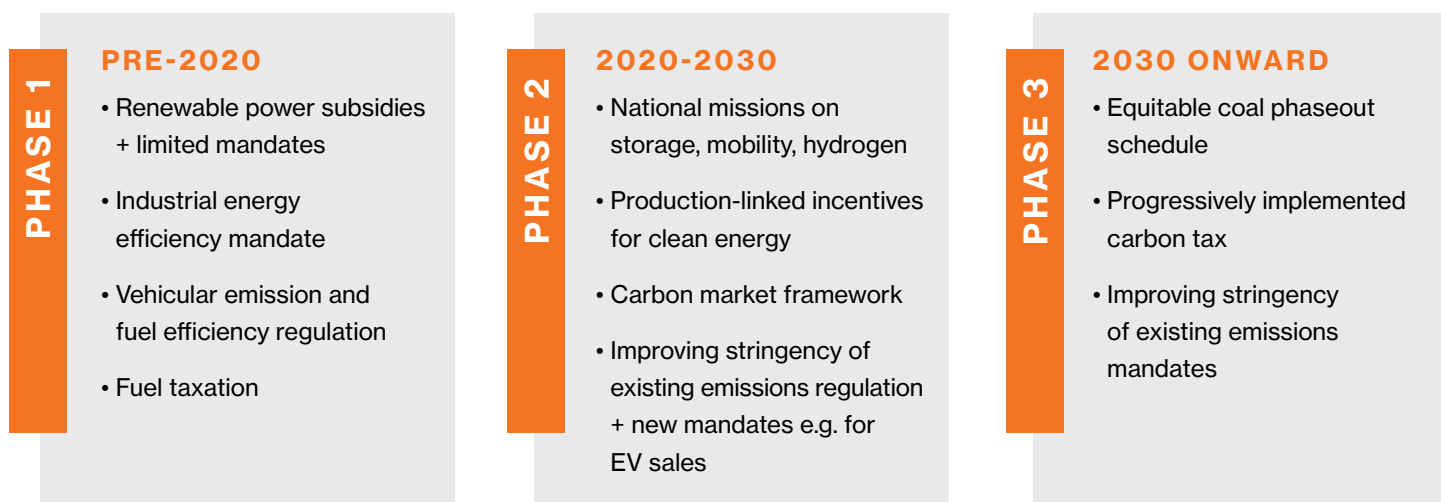 PHASE 1
PRE-2020
• Renewable power subsidies
+ limited mandates
• Industrial energy
efficiency mandate
• Vehicular emission and
fuel efficiency regulation
• Fuel taxation
PHASE 2
2020-2030
• National missions on
storage, mobility, hydrogen
• Production-linked incentives
for clean energy
• Carbon market framework
• Improving stringency of
existing emissions regulation
+ new mandates e.g. for
EV sales
PHASE 3
2030 ONWARD
• Equitable coal phaseout
schedule
• Progressively implemented
carbon tax
• Improving stringency
of existing emissions
mandates